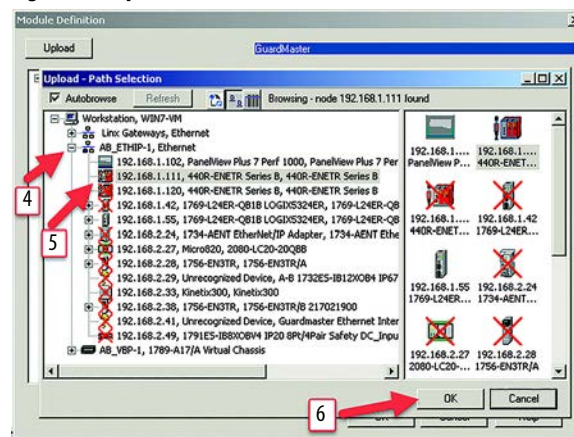 Module Definition
Upload
GuardMaster
Upload - Path Selection
Autobrowse
Refresh
Browsing - node 192.168.1.111 found
Workstation, WIN7-VM
Linx Gateways, Ethernet
AB_ETHIP-1, Ethernet
192.168.1.102, PanelView Plus 7 Perf 1000, PanelView Plus 7 Per
192.168.1.111, 440R-ENETR Series B, 440R-ENETR Series B
192.168.1.120, 440R-ENETR Series B, 440R-ENETR Series B
192.168.1.42, 1769-L24ER-QB1B LOGIX5324ER, 1769-L24ER-QB
192.168.1.55, 1769-L24ER-QB1B LOGIX5324ER, 1769-L24ER-QB
192.168.2.24, 1734-AENT EtherNet/IP Adapter, 1734-AENT Ethe
192.168.2.27, Micro820, 2080-LC20-20QBB
192.168.2.28, 1756-EN3TR, 1756-EN3TR/A
192.168.2.29, Unrecognized Device, A-B 1732ES-IB12XOB4 IP67
192.168.2.33, Kinetix300, Kinetix300
192.168.2.38, 1756-EN3TR, 1756-EN3TR/B 217021900
192.168.2.41, Unrecognized Device, Guardmaster Ethernet Inter
192.168.2.49, 1791ES-IB8XOBV4 IP20 8Pt/4Pair Safety DC_Inpu
AB_VBP-1, 1789-A17/A Virtual Chassis
192.168.1....
PanelView P...
192.168.1....
440R-ENET...
192.168.1....
440R-ENET...
192.168.1.42
1769-L24ER...
192.168.1.55
1769-L24ER...
192.168.2.24
1734-AENT...
192.168.2.27
2080-LC20-...
192.168.2.28
1756-EN3TR/A
4
5
6
OK
Cancel